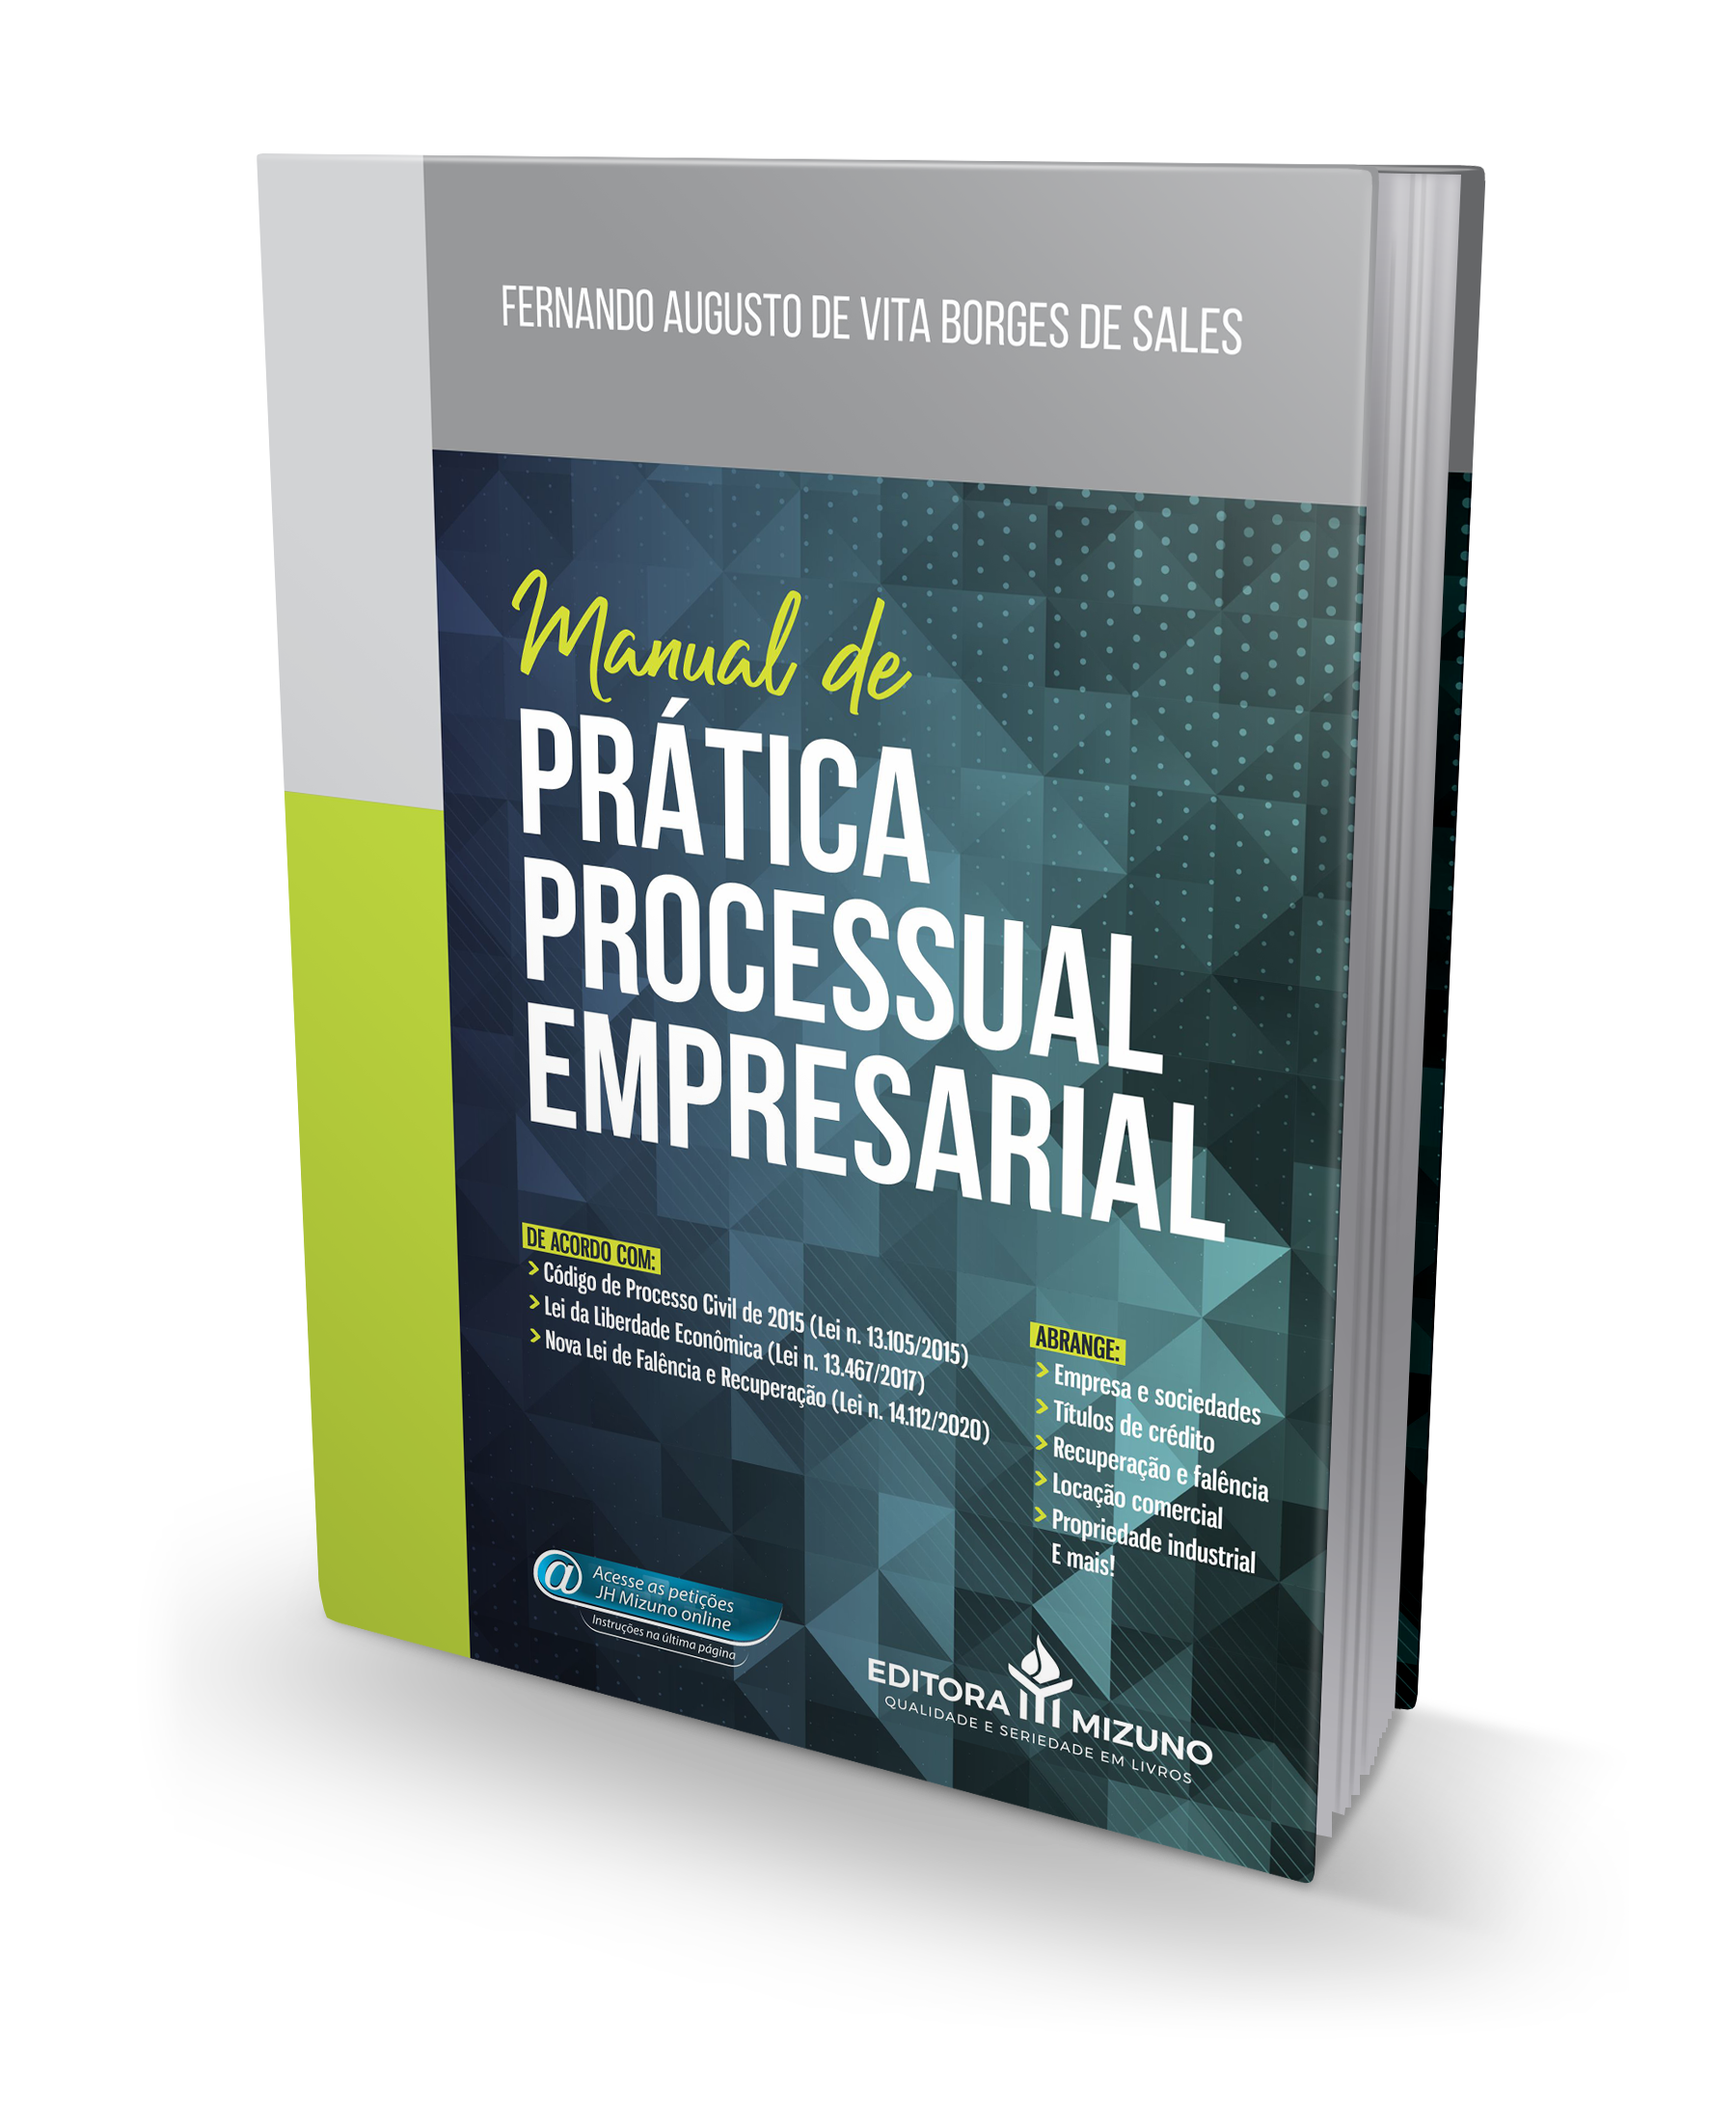 FERNANDO AUGUSTO DE VITA BORGES DE SALES
Manual de
PRÁTICA
PROCESSUAL
EMPRESARIAL
DE ACORDO COM:
> Código de Processo Civil de 2015 (Lei n. 13.105/2015)
> Lei da Liberdade Econômica (Lei n. 13.467/2017)
> Nova Lei de Falência e Recuperação (Lei n. 14.112/2020)
ABRANGE:
> Empresa e sociedades
> Títulos de crédito
> Recuperação e falência
> Locação comercial
> Propriedade industrial
E mais!
@ Acesse as petições
JH Mizuno online
Instruções na última página
EDITORA MIZUNO
QUALIDADE E SERIEDADE EM LIVROS